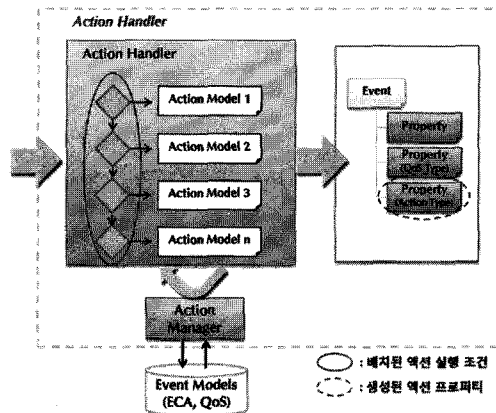 Action Handler
Action Handler
Action Model 1
Action Model 2
Action Model 3
Action Model n
Event
Property
Property
(QoS Type)
Property
(Action Type)
Action
Manager
Event Models
(ECA, QoS)
: 배치된 액션 실행 조건
: 생성된 액션 프로퍼티